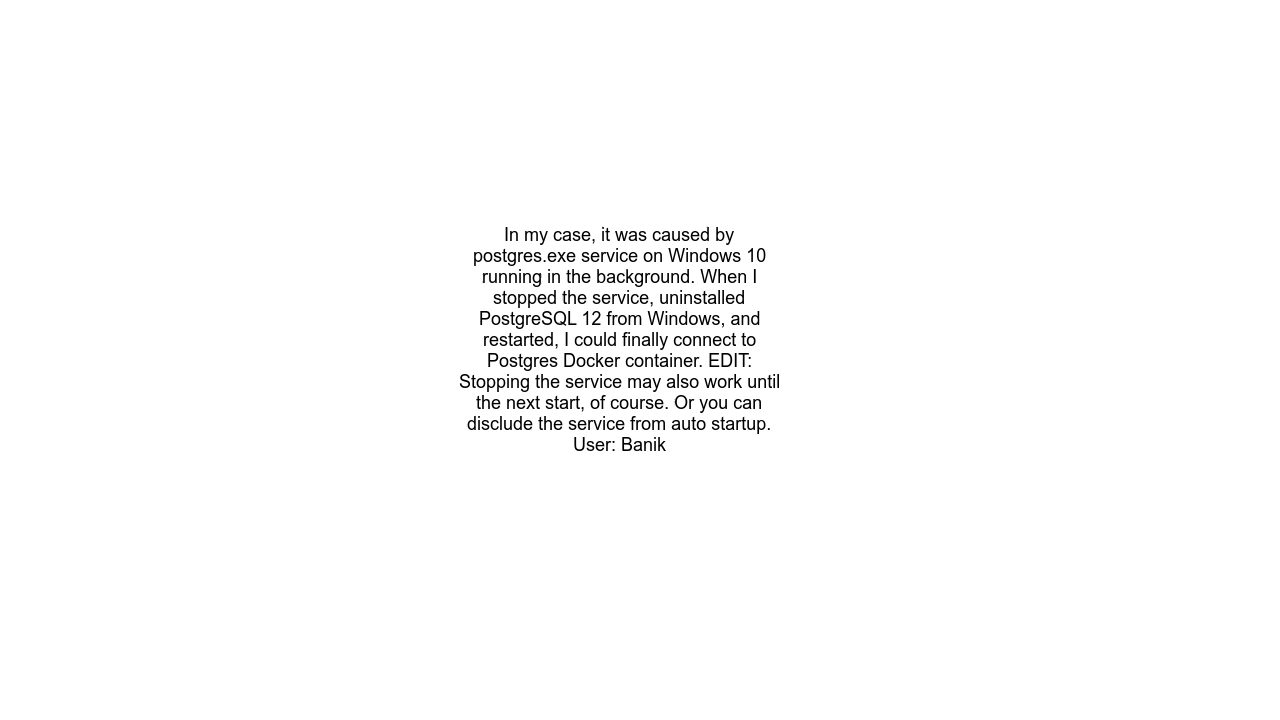 In my case, it was caused by
postgres.exe service on Windows 10
running in the background. When I
stopped the service, uninstalled
PostgreSQL 12 from Windows, and
restarted, I could finally connect to
Postgres Docker container. EDIT:
Stopping the service may also work until
the next start, of course. Or you can
disclude the service from auto startup.
User: Banik